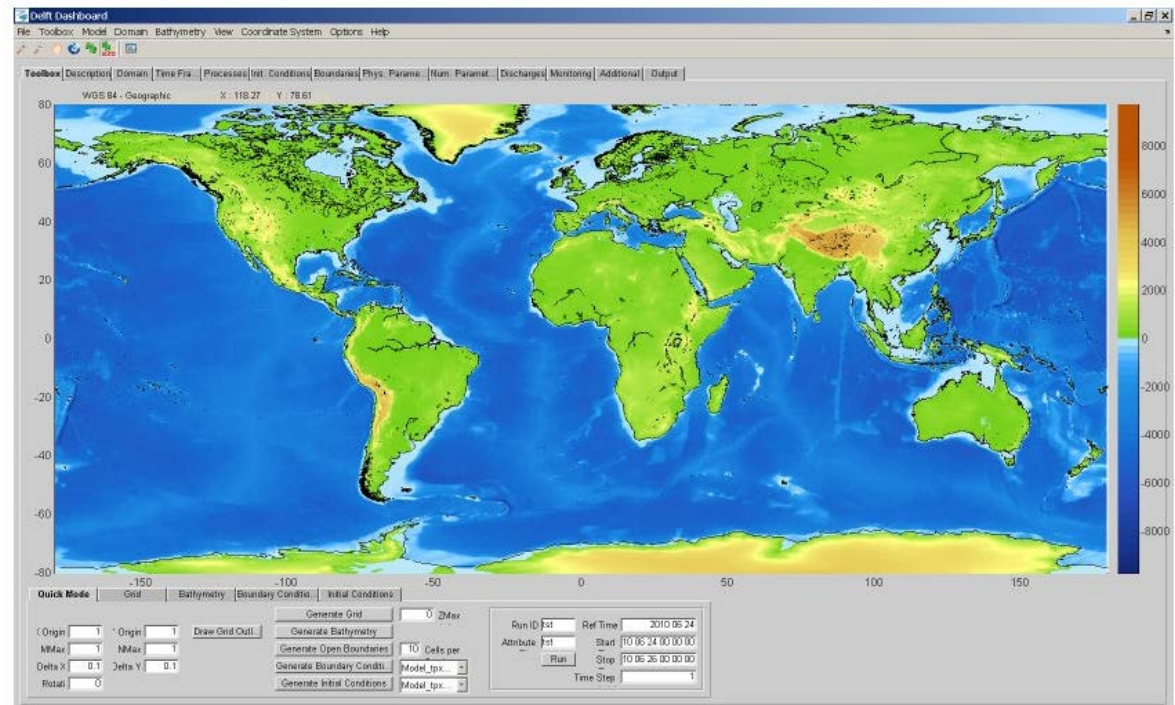 Delft Dashboard
File Toolbox Model Domain Bathymetry View Coordinate System Options Help
Toolbox Description Domain Time Fra... Processes Init. Conditions Boundaries Phys. Parame... Num. Paramet... Discharges Monitoring Additional Output
WGS 84 - Geographic X : 118.27 Y : 78.61
80
60
40
20
0
-20
-40
-60
-80
-150 -100 -50 0 50 100 150
8000
6000
4000
2000
0
-2000
-4000
-6000
-8000
Quick Mode Grid Bathymetry Boundary Conditio... Initial Conditions
Generate Grid 0 ZMax
Origin 1 Origin 1 Draw Grid Outl... Generate Bathymetry
MMax 1 NMax 1 Generate Open Boundaries 10 Cells per
Delta X 0.1 Delta Y 0.1 Generate Boundary Conditi... Model_tpx...
Rotati 0 Generate Initial Conditions Model_tpx...
Run ID tst Ref Time 2010 06 24
Attribute tst Start 10 06 24 00 00 00
Run Stop 10 06 26 00 00 00
Time Step 1